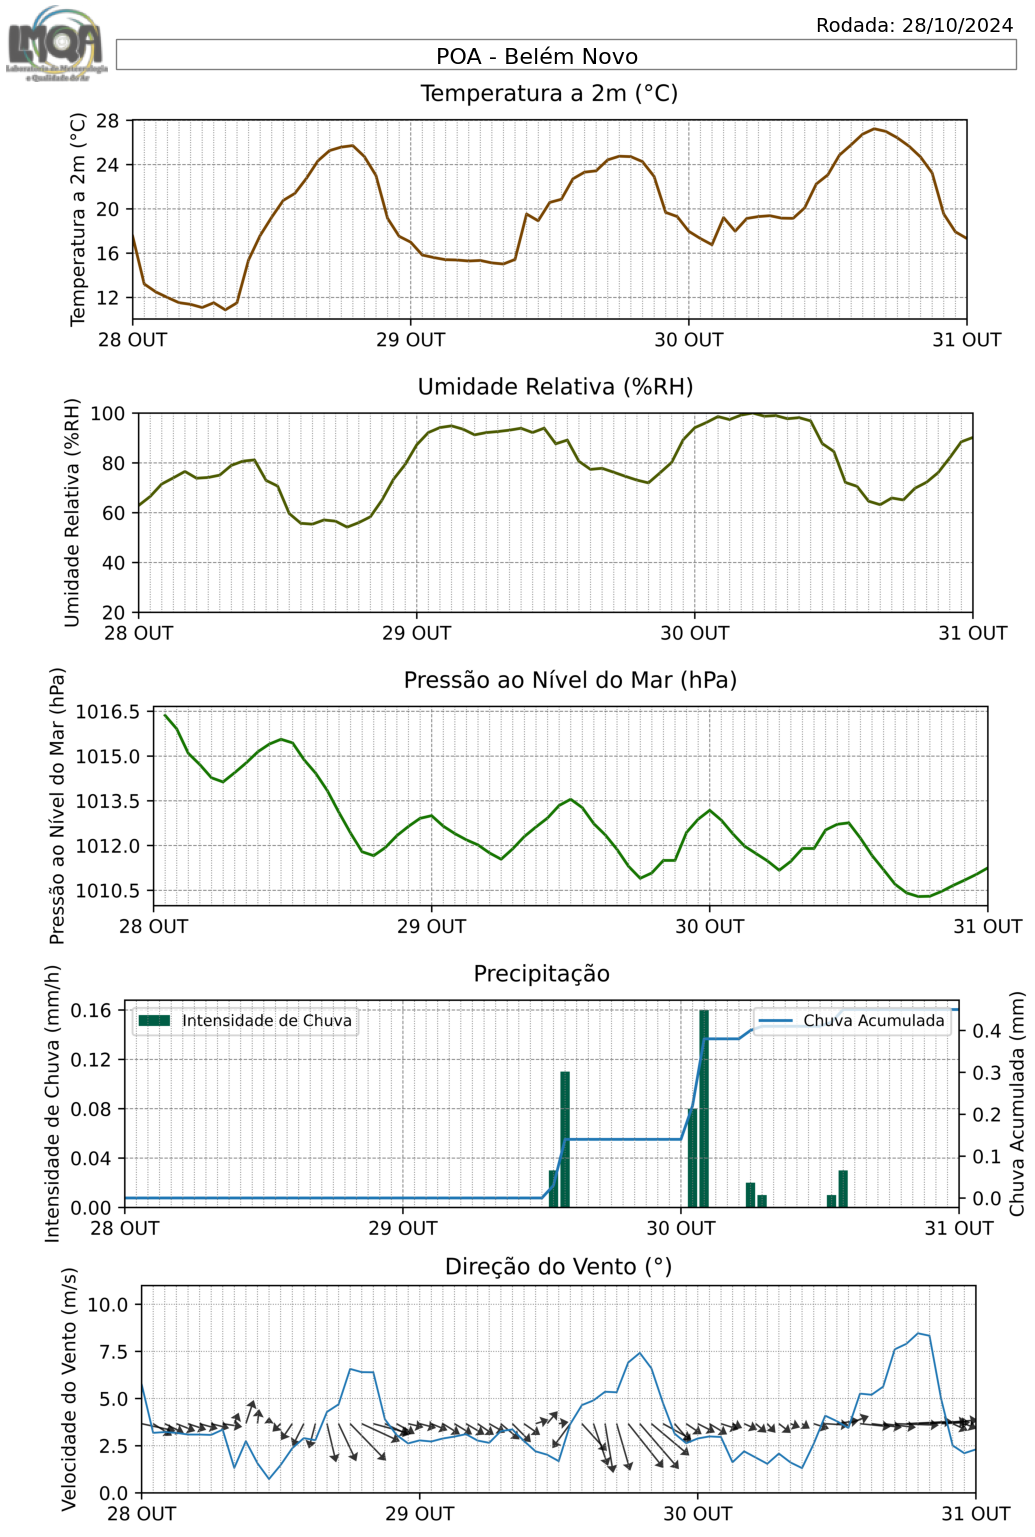 LMQA
Laboratório de Meteorologia
e Qualidade do Ar
Rodada: 28/10/2024
POA - Belém Novo
Temperatura a 2m (°C)
Temperatura a 2m (°C)
28
24
20
16
12
28 OUT 29 OUT 30 OUT 31 OUT
Umidade Relativa (%RH)
Umidade Relativa (%RH)
100
80
60
40
20
28 OUT 29 OUT 30 OUT 31 OUT
Pressão ao Nível do Mar (hPa)
Pressão ao Nível do Mar (hPa)
1016.5
1015.0
1013.5
1012.0
1010.5
28 OUT 29 OUT 30 OUT 31 OUT
Precipitação
Intensidade de Chuva (mm/h)
0.16
0.12
0.08
0.04
0.00
Intensidade de Chuva
Chuva Acumulada
0.4
0.3
0.2
0.1
0.0
Chuva Acumulada (mm)
28 OUT 29 OUT 30 OUT 31 OUT
Direção do Vento (°)
Velocidade do Vento (m/s)
10.0
7.5
5.0
2.5
0.0
28 OUT 29 OUT 30 OUT 31 OUT